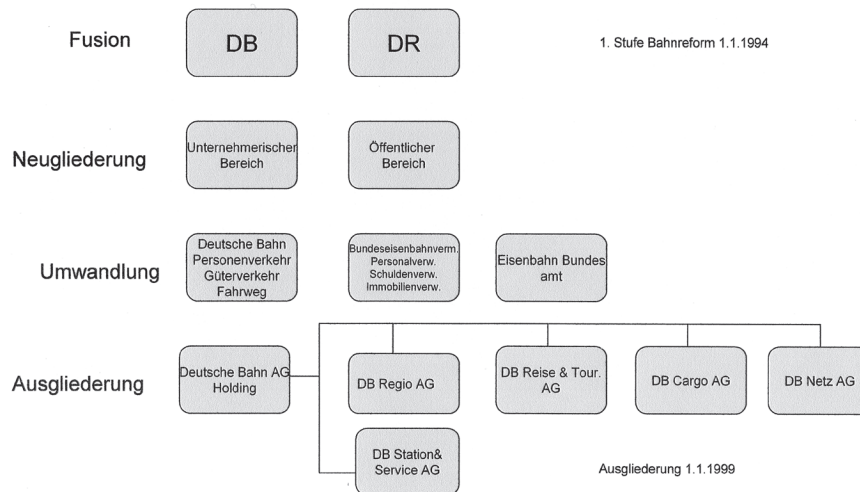 Fusion
DB
DR
1. Stufe Bahnreform 1.1.1994
Neugliederung
Unternehmerischer
Bereich
Öffentlicher
Bereich
Umwandlung
Deutsche Bahn
Personenverkehr
Güterverkehr
Fahrweg
Bundeseisenbahnverm.
Personalverw.
Schuldenverw.
Immobilienverw.
Eisenbahn Bundes
amt
Ausgliederung
Deutsche Bahn AG
Holding
DB Regio AG
DB Reise & Tour.
AG
DB Cargo AG
DB Netz AG
DB Station&
Service AG
Ausgliederung 1.1.1999